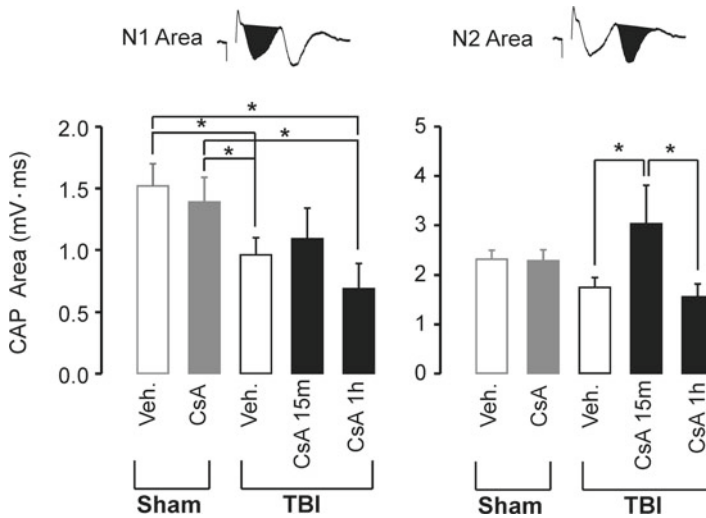 N1 Area
N2 Area
* * * *
* *
CAP Area (mV·ms)
2.0
1.5
1.0
0.5
0.0
5
4
3
2
1
0
Veh.
CsA
Veh.
CsA 15m
CsA 1h
Veh.
CsA
Veh.
CsA 15m
CsA 1h
Sham
TBI
Sham
TBI